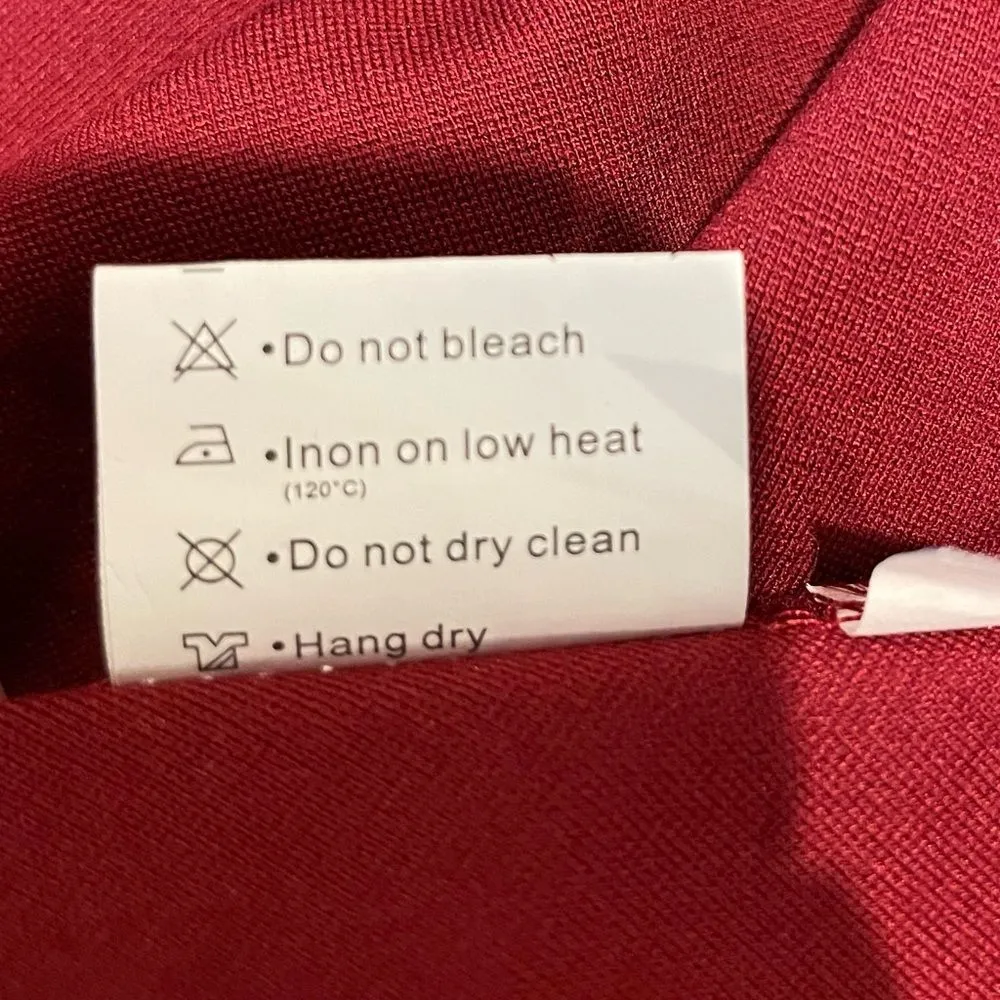 •Do not bleach
•Inon on low heat
(120°C)
•Do not dry clean
•Hang dry